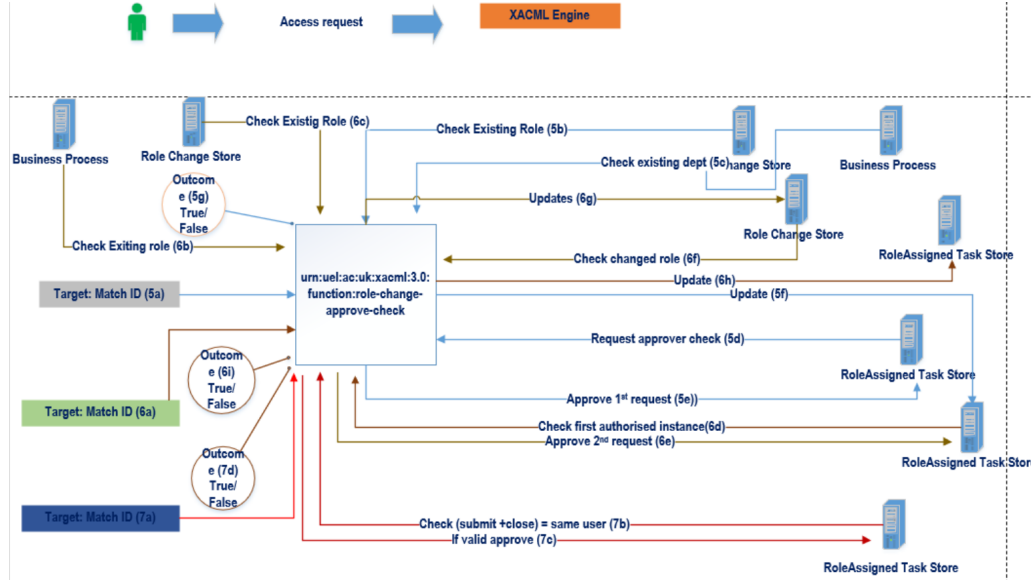 Access request
XACML Engine
Business Process
Role Change Store
Check Existig Role (6c)
Check Existing Role (5b)
Check existing dept (5c)
hange Store
Business Process
Outcom
e (5g)
True/
False
Updates (6g)
Role Change Store
RoleAssigned Task Store
Check Exiting role (6b)
Check changed role (6f)
urn:uel:ac:uk:xacml:3.0:
function:role-change-
approve-check
Update (6h)
Target: Match ID (5a)
Update (5f)
Request approver check (5d)
Outcom
e (6i)
True/
False
RoleAssigned Task Store
Approve 1st request (5e))
Target: Match ID (6a)
Check first authorised instance(6d)
Approve 2nd request (6e)
RoleAssigned Task Stor
Outcom
e (7d)
True/
False
Target: Match ID (7a)
Check (submit +close) = same user (7b)
If valid approve (7c)
RoleAssigned Task Store